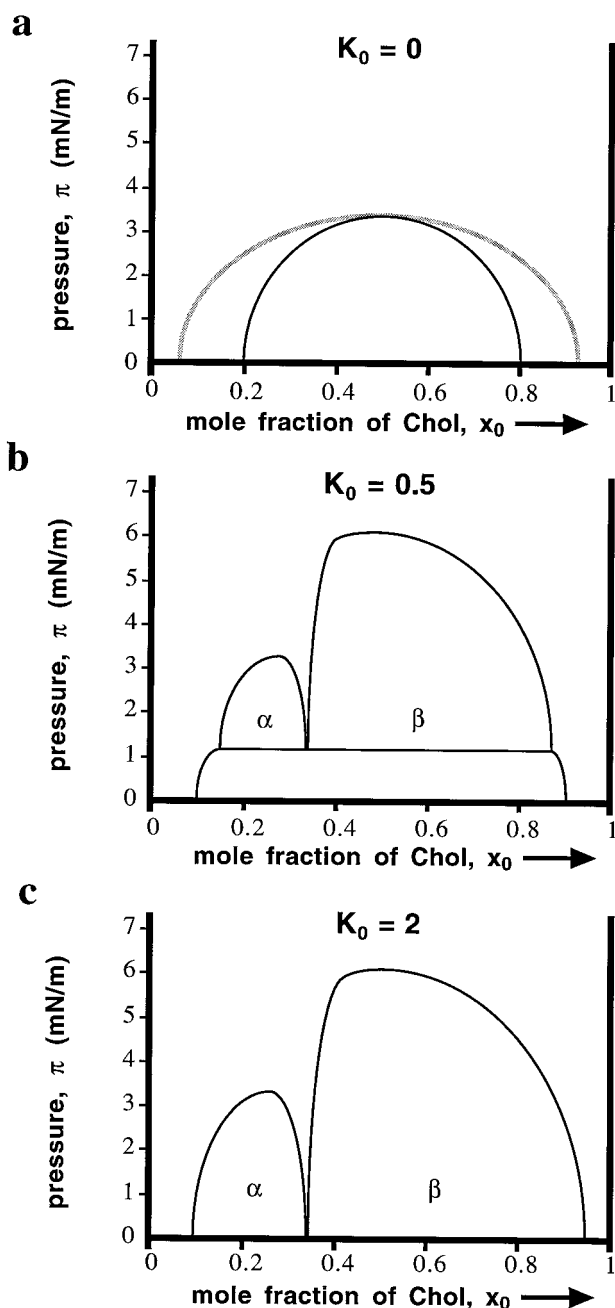 a
K₀ = 0
pressure, π (mN/m)
7
6
5
4
3
2
1
0
0 0.2 0.4 0.6 0.8 1
mole fraction of Chol, x₀
b
K₀ = 0.5
pressure, π (mN/m)
7
6
5
4
3
2
1
0
α β
0 0.2 0.4 0.6 0.8 1
mole fraction of Chol, x₀
c
K₀ = 2
pressure, π (mN/m)
7
6
5
4
3
2
1
0
α β
0 0.2 0.4 0.6 0.8 1
mole fraction of Chol, x₀